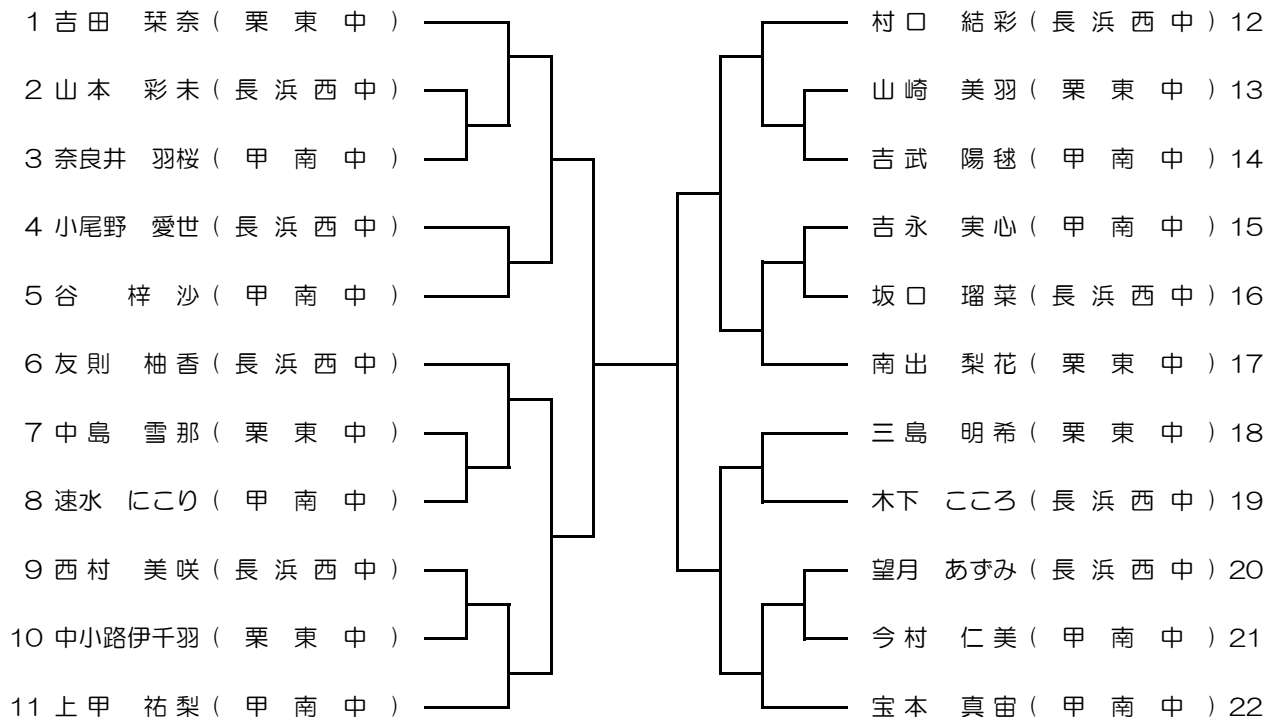 1 吉田 栞奈(栗東中)
2 山本 彩未(長浜西中)
3 奈良井 羽桜(甲南中)
4 小尾野 愛世(長浜西中)
5 谷 梓沙(甲南中)
6 友則 柚香(長浜西中)
7 中島 雪那(栗東中)
8 速水 にこり(甲南中)
9 西村 美咲(長浜西中)
10 中小路伊千羽(栗東中)
11 上甲 祐梨(甲南中)
村口 結彩(長浜西中)12
山崎 美羽(栗東中)13
吉武 陽毬(甲南中)14
吉永 実心(甲南中)15
坂口 瑠菜(長浜西中)16
南出 梨花(栗東中)17
三島 明希(栗東中)18
木下 こころ(長浜西中)19
望月 あずみ(長浜西中)20
今村 仁美(甲南中)21
宝本 真宙(甲南中)22